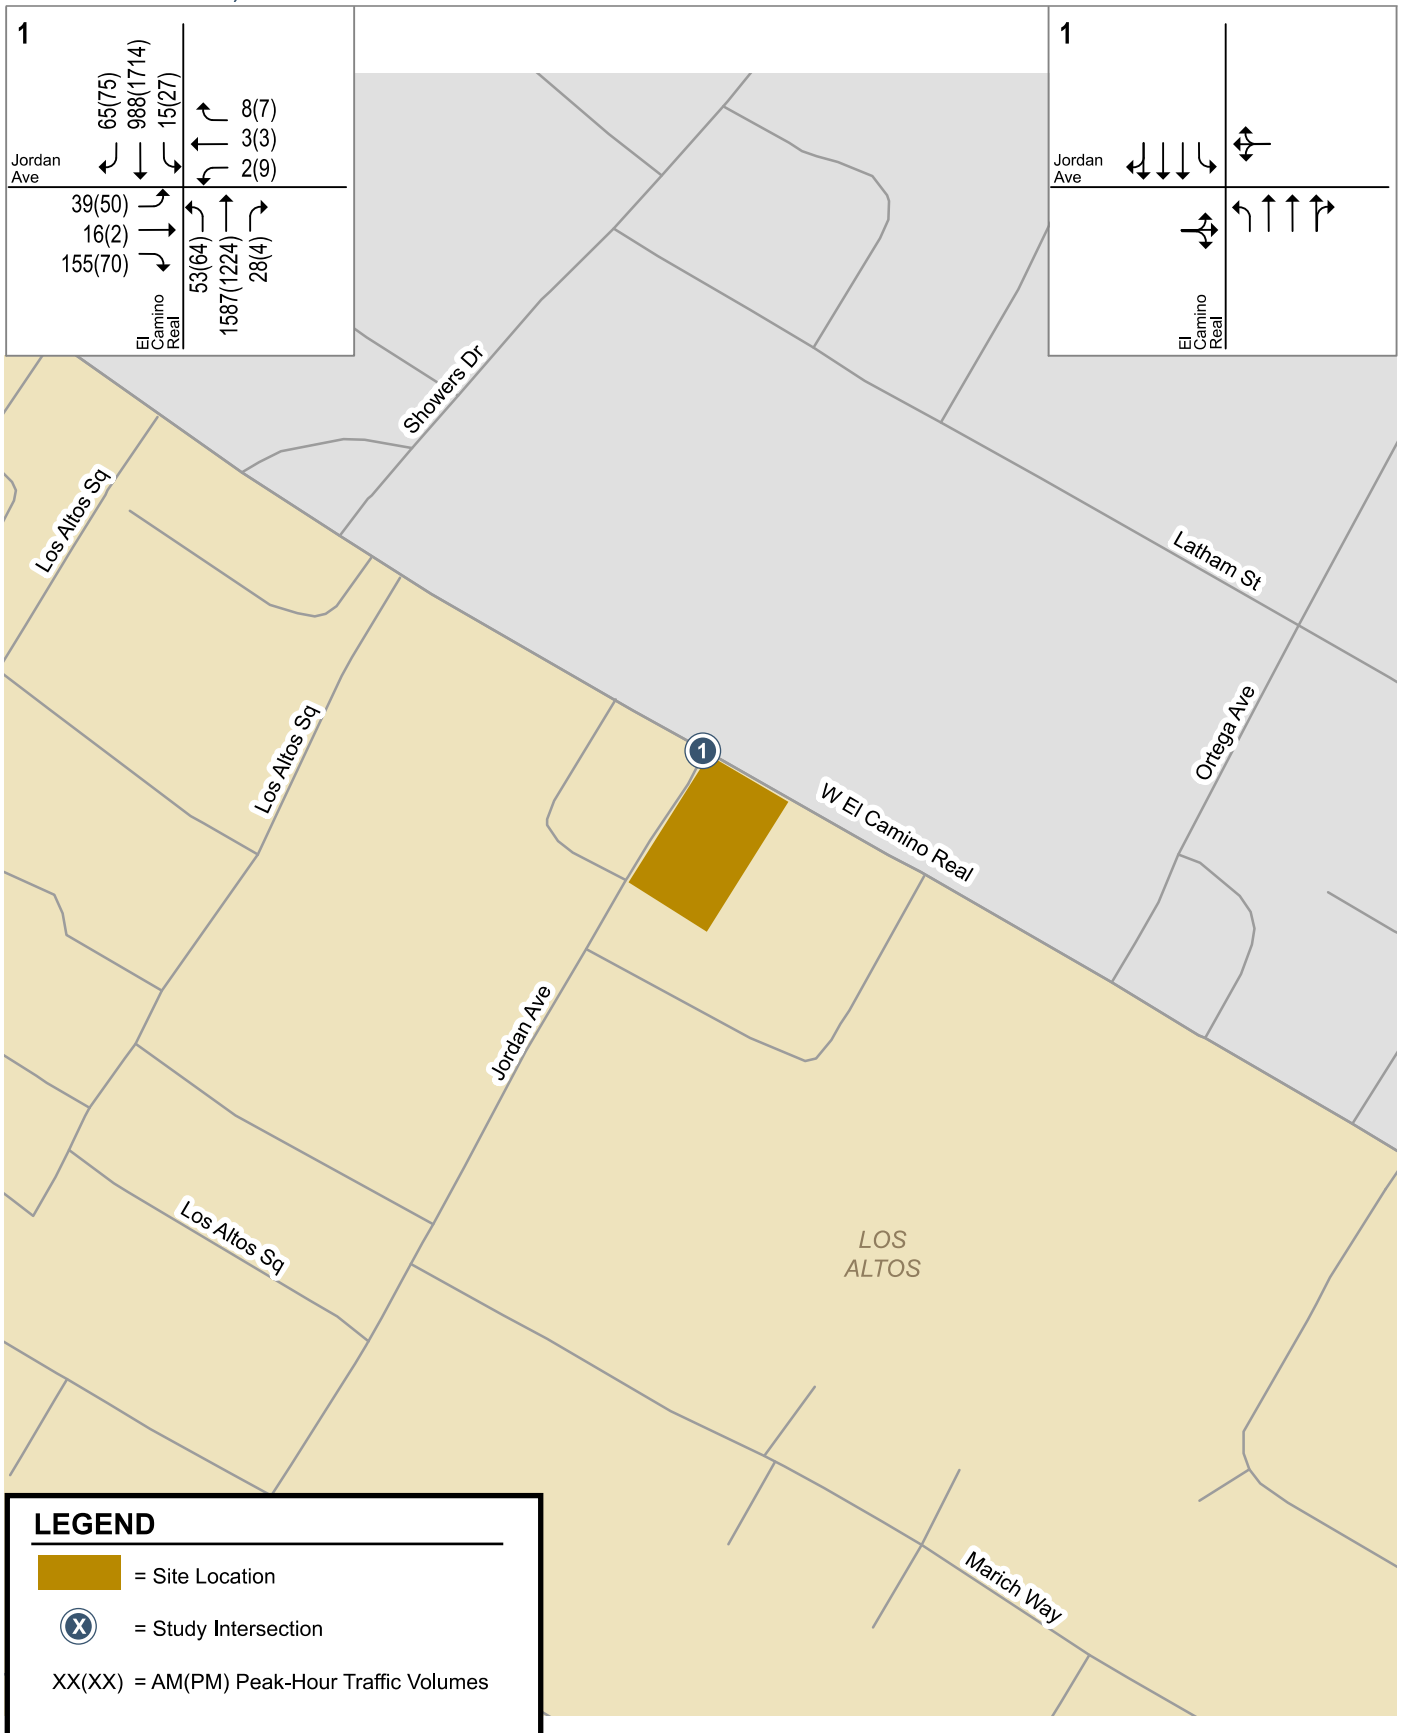 1
65(75)
988(1714)
15(27)
8(7)
3(3)
2(9)
Jordan
Ave
39(50)
16(2)
155(70)
53(64)
1587(1224)
28(4)
El
Camino
Real
1
Jordan
Ave
El
Camino
Real
Showers Dr
Los Altos Sq
Latham St
Los Altos Sq
Ortega Ave
1
W El Camino Real
Jordan Ave
Los Altos Sq
LOS
ALTOS
Marich Way
LEGEND
= Site Location
X = Study Intersection
XX(XX) = AM(PM) Peak-Hour Traffic Volumes